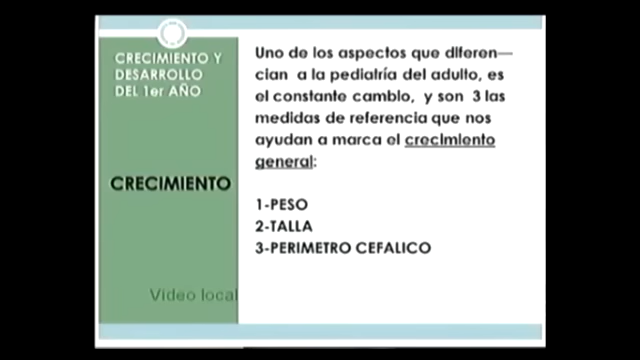 CRECIMIENTO Y
DESARROLLO
DEL 1er AÑO
CRECIMIENTO
Uno de los aspectos que diferen—
cian a la pediatría del adulto, es
el constante cambio, y son 3 las
medidas de referencia que nos
ayudan a marca el crecimiento
general:
1-PESO
2-TALLA
3-PERIMETRO CEFALICO
Video local